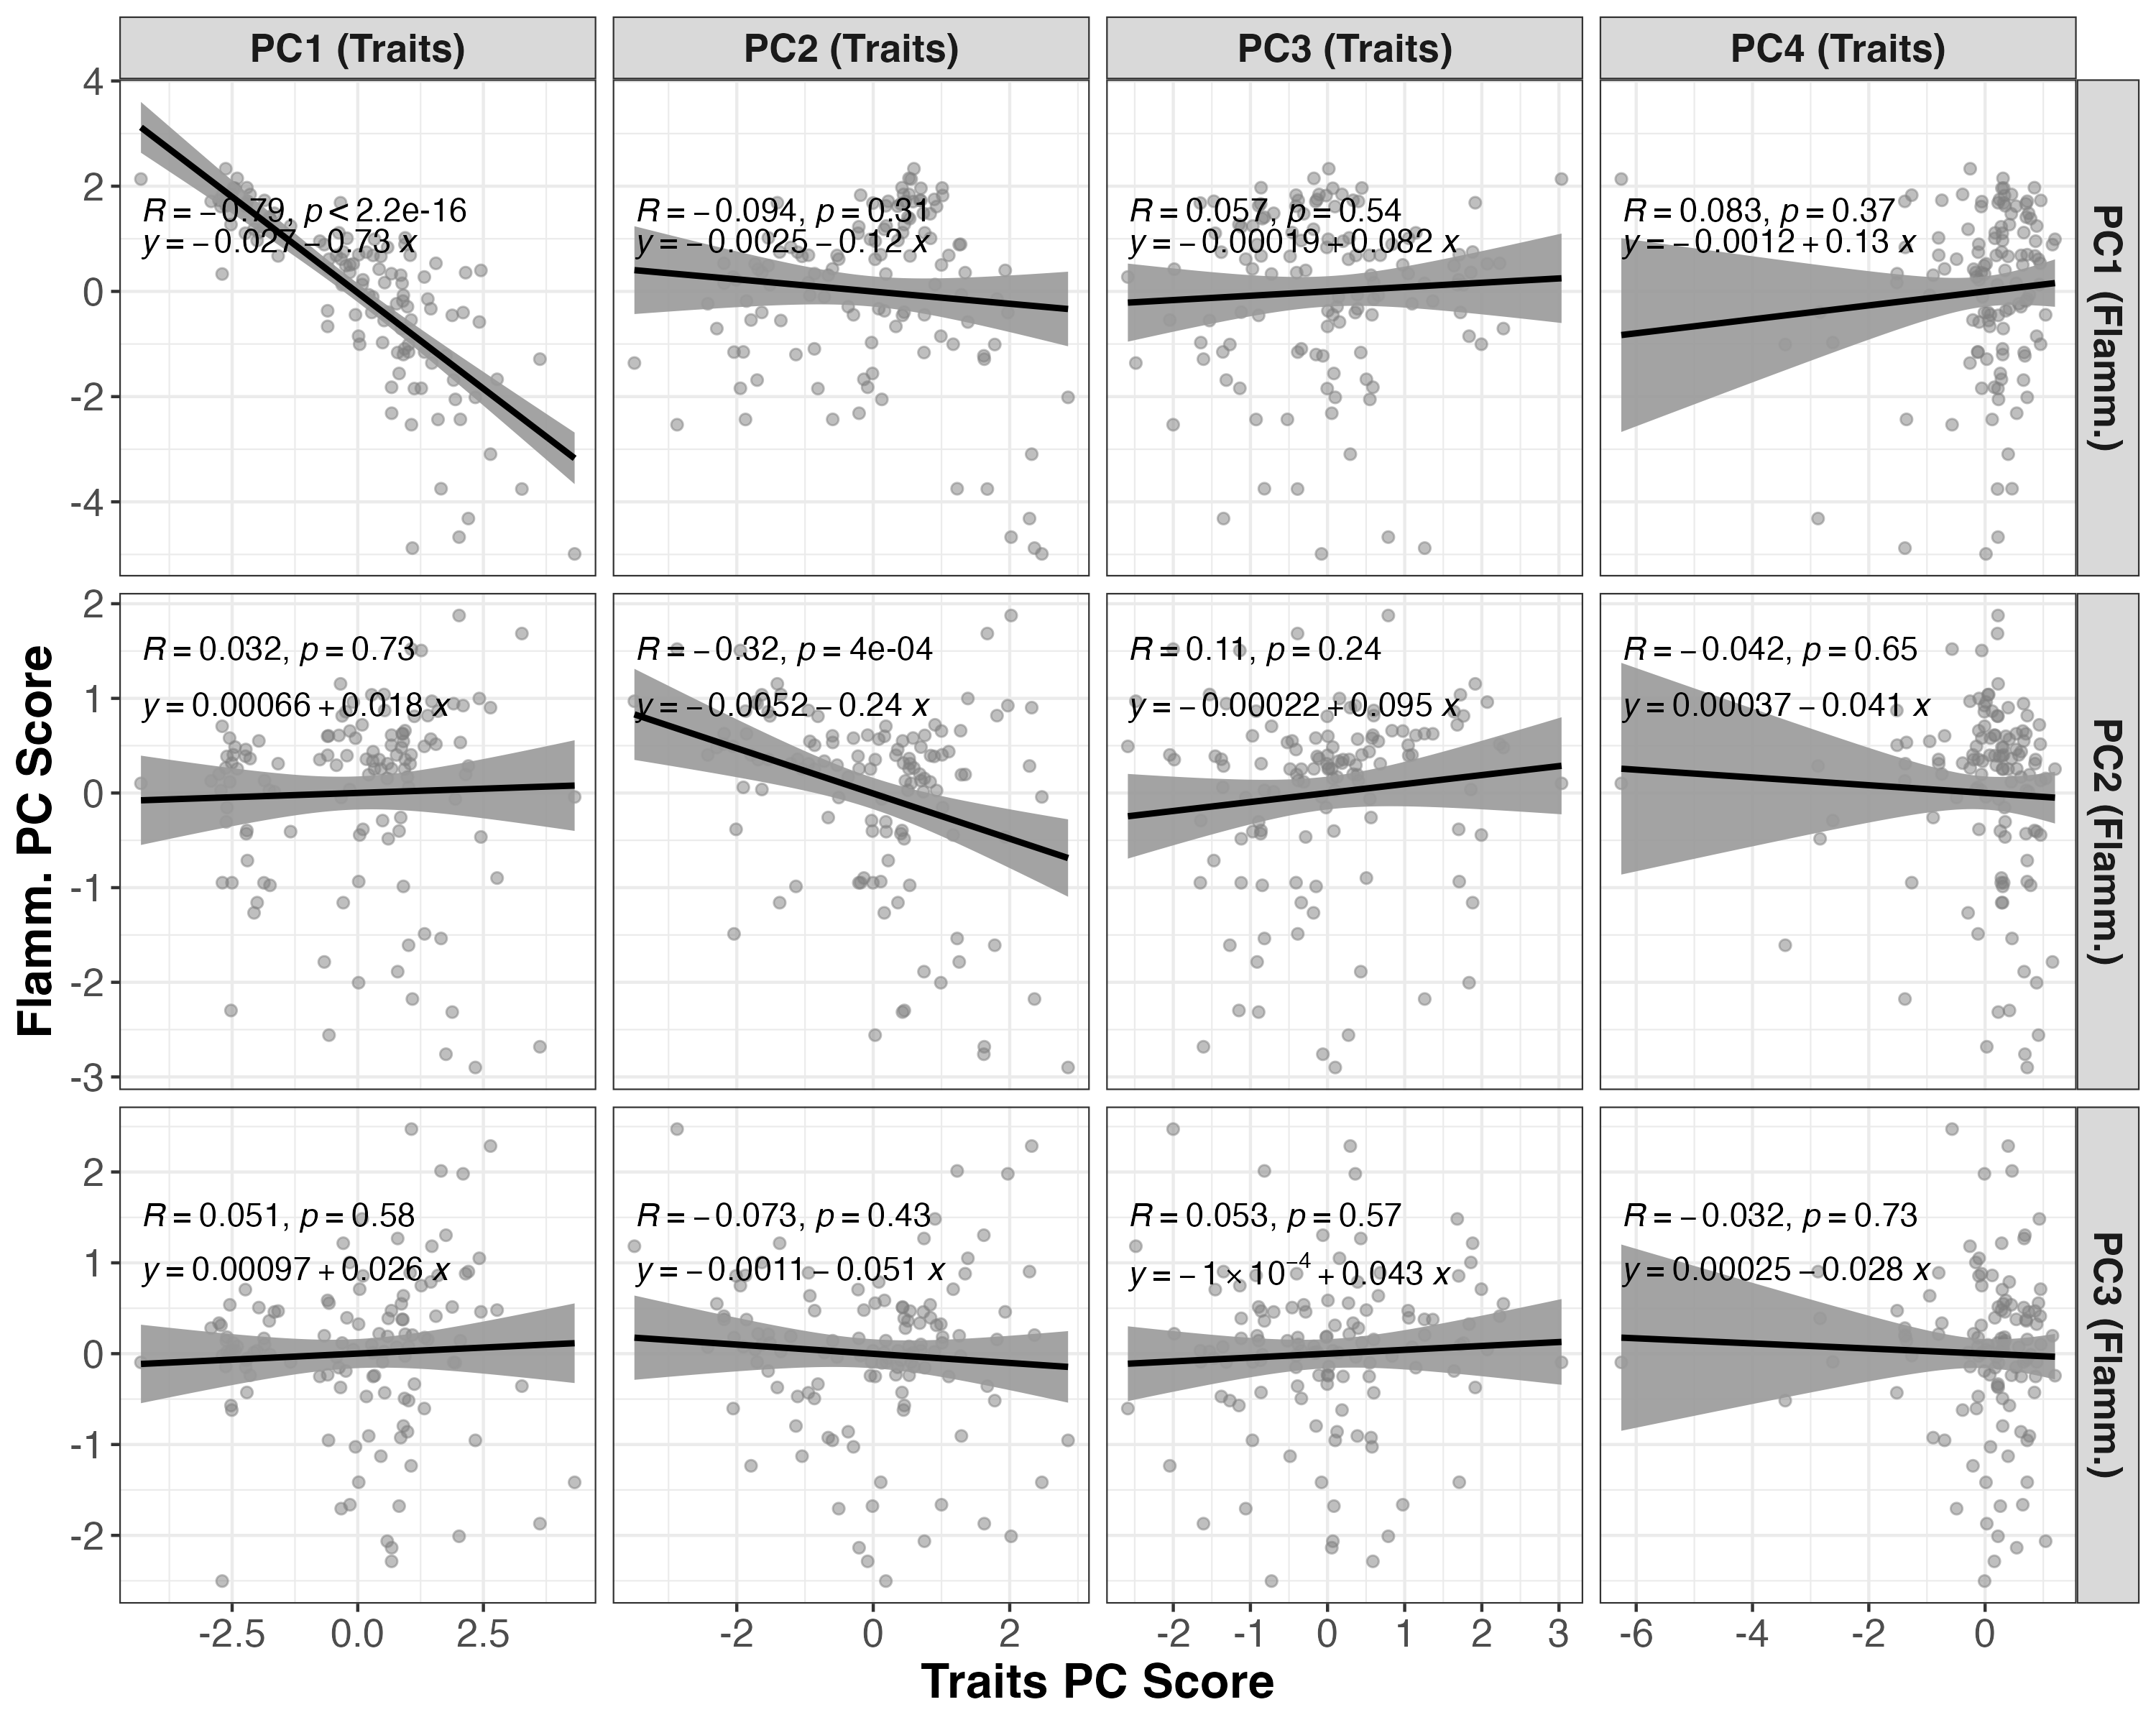 PC1 (Traits) PC2 (Traits) PC3 (Traits) PC4 (Traits)
4
2
0
-2
-4
R = −0.79, p < 2.2e-16
y = −0.027 − 0.73 x
R = −0.094, p = 0.31
y = −0.0025 − 0.12 x
R = 0.057, p = 0.54
y = −0.00019 + 0.082 x
R = 0.083, p = 0.37
y = −0.0012 + 0.13 x
PC1 (Flamm.)
Flamm. PC Score
2
1
0
-1
-2
-3
R = 0.032, p = 0.73
y = 0.00066 + 0.018 x
R = −0.32, p = 4e-04
y = −0.0052 − 0.24 x
R = 0.11, p = 0.24
y = −0.00022 + 0.095 x
R = −0.042, p = 0.65
y = 0.00037 − 0.041 x
PC2 (Flamm.)
2
1
0
-1
-2
R = 0.051, p = 0.58
y = 0.00097 + 0.026 x
R = −0.073, p = 0.43
y = −0.0011 − 0.051 x
R = 0.053, p = 0.57
y = −1×10⁻⁴ + 0.043 x
R = −0.032, p = 0.73
y = 0.00025 − 0.028 x
PC3 (Flamm.)
-2.5 0.0 2.5 -2 0 2 -2 -1 0 1 2 3 -6 -4 -2 0
Traits PC Score